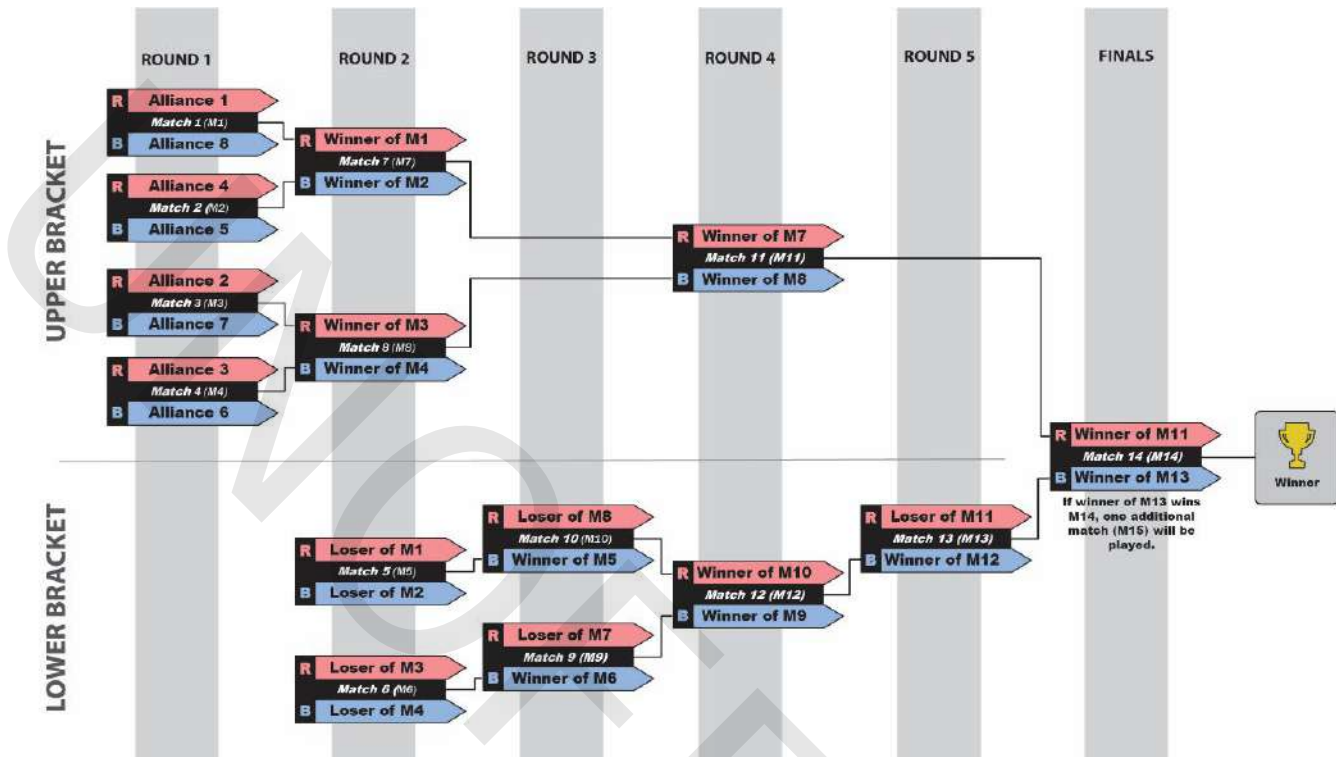 ROUND 1
ROUND 2
ROUND 3
ROUND 4
ROUND 5
FINALS
UPPER BRACKET
R Alliance 1
Match 1 (M1)
B Alliance 8
R Alliance 4
Match 2 (M2)
B Alliance 5
R Alliance 2
Match 3 (M3)
B Alliance 7
R Alliance 3
Match 4 (M4)
B Alliance 6
R Winner of M1
Match 7 (M7)
B Winner of M2
R Winner of M3
Match 8 (M8)
B Winner of M4
R Winner of M7
Match 11 (M11)
B Winner of M8
R Winner of M11
Match 14 (M14)
B Winner of M13
If winner of M13 wins
M14, one additional
match (M15) will be
played.
Winner
LOWER BRACKET
R Loser of M1
Match 5 (M5)
B Loser of M2
R Loser of M3
Match 6 (M6)
B Loser of M4
R Loser of M8
Match 10 (M10)
B Winner of M5
R Loser of M7
Match 9 (M9)
B Winner of M6
R Winner of M10
Match 12 (M12)
B Winner of M9
R Loser of M11
Match 13 (M13)
B Winner of M12